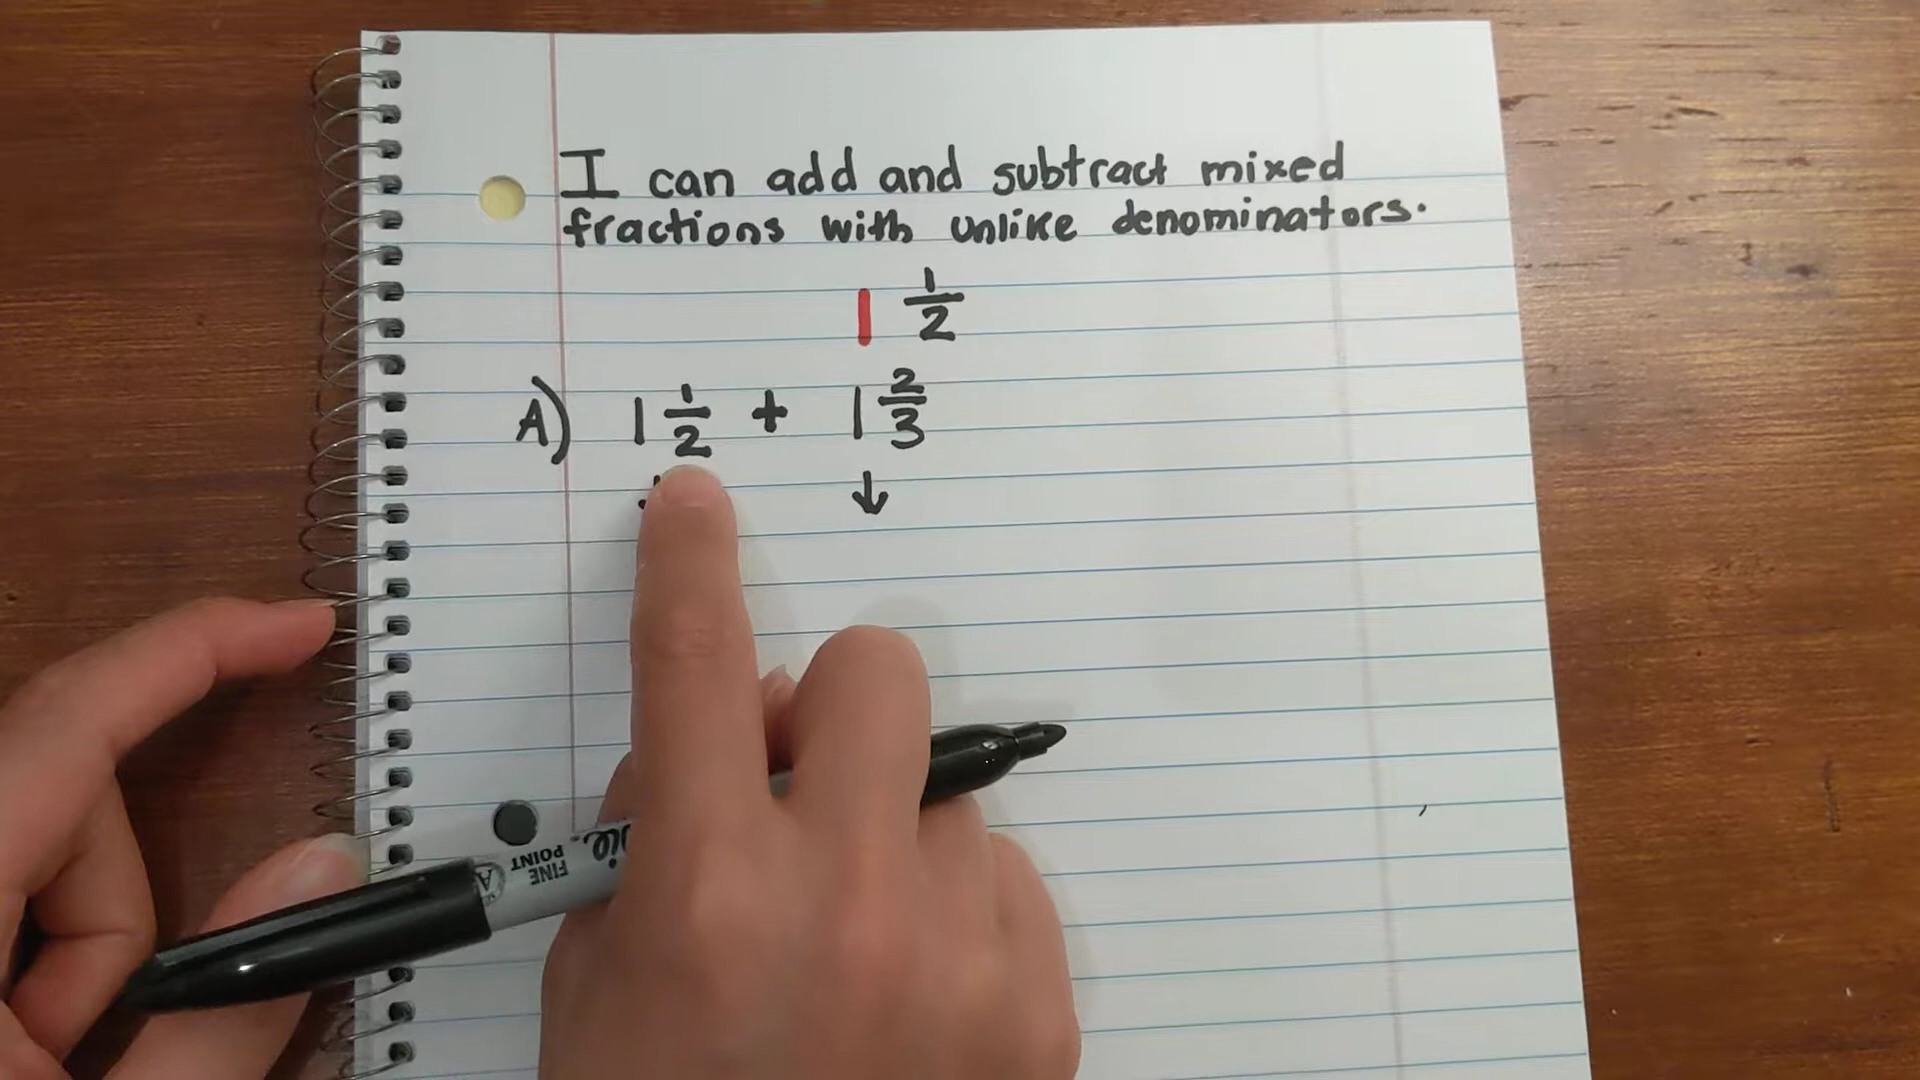 I can add and subtract mixed
fractions with unlike denominators.
1 1/2
A) 1 1/2 + 1 2/3
↓ ↓
FINE
POINT